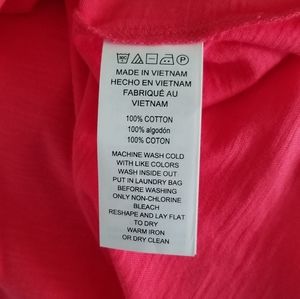 MADE IN VIETNAM
HECHO EN VIETNAM
FABRIQUÉ AU
VIETNAM
100% COTTON
100% algodón
100% COTON
MACHINE WASH COLD
WITH LIKE COLORS
WASH INSIDE OUT
PUT IN LAUNDRY BAG
BEFORE WASHING
ONLY NON-CHLORINE
BLEACH
RESHAPE AND LAY FLAT
TO DRY
WARM IRON
OR DRY CLEAN